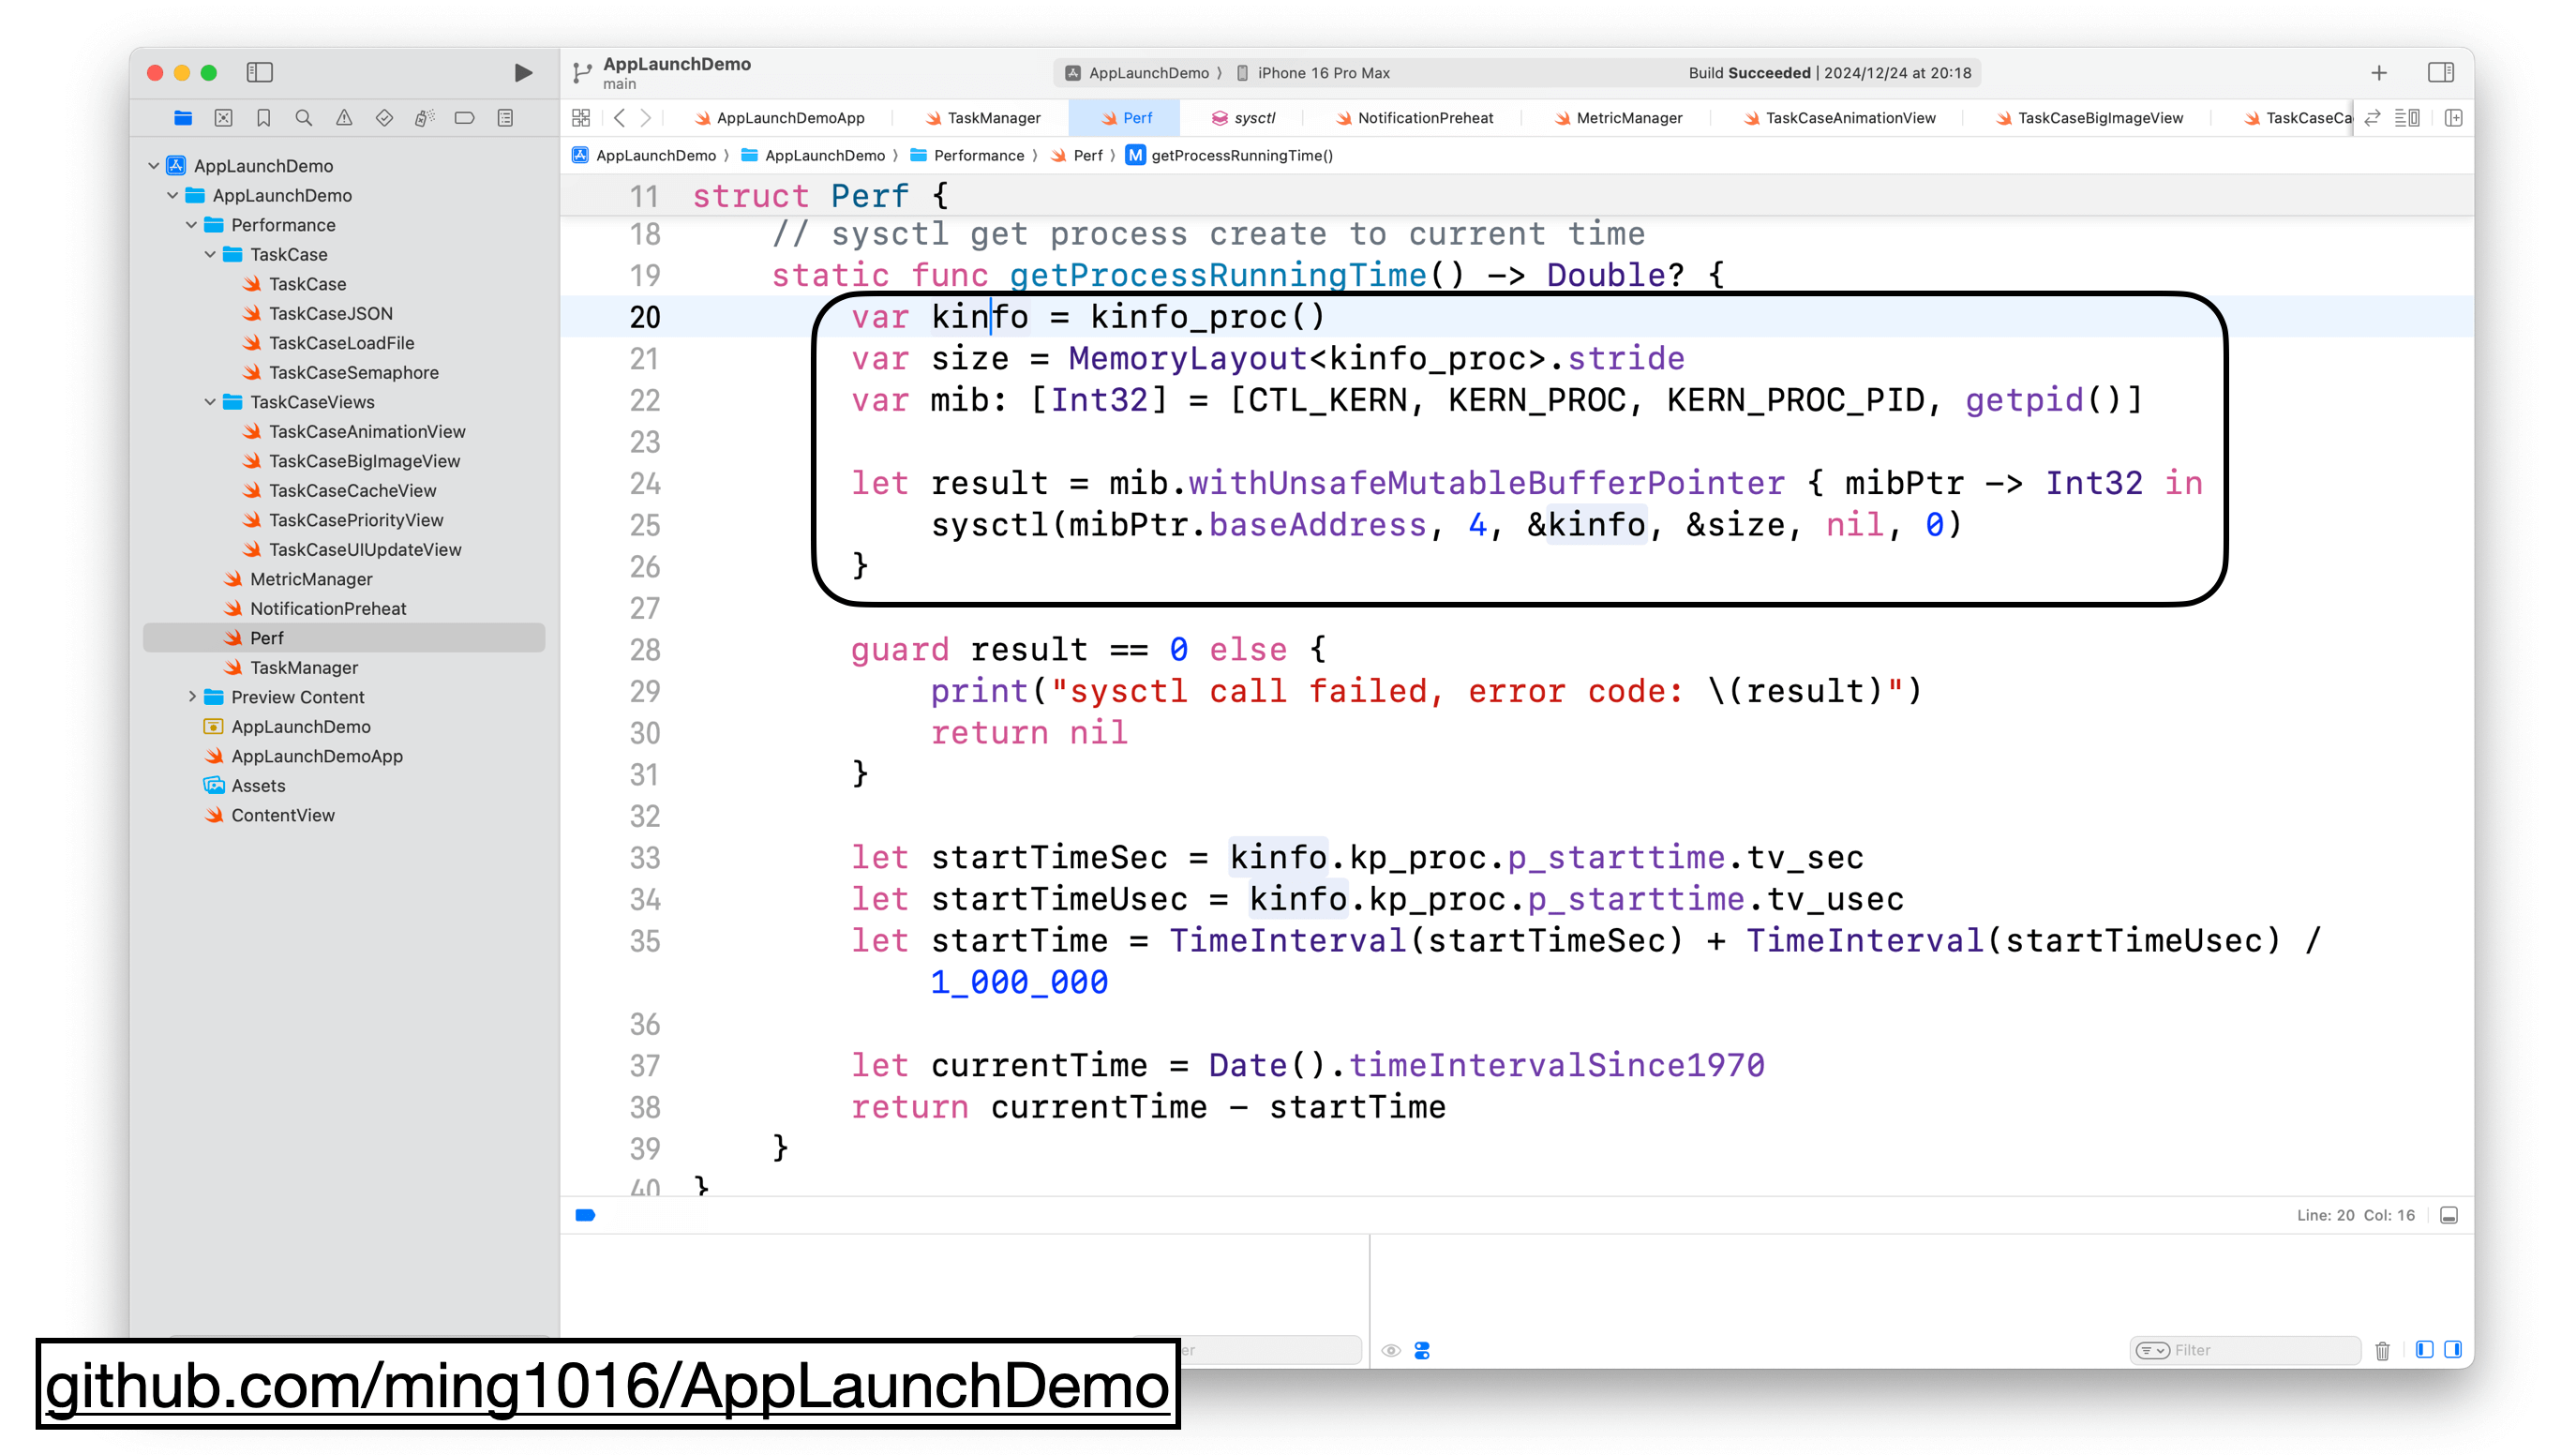 AppLaunchDemo
main
AppLaunchDemo 〉 iPhone 16 Pro Max
Build Succeeded | 2024/12/24 at 20:18
AppLaunchDemoApp
TaskManager
Perf
sysctl
NotificationPreheat
MetricManager
TaskCaseAnimationView
TaskCaseBigImageView
TaskCaseCa
AppLaunchDemo 〉 AppLaunchDemo 〉 Performance 〉 Perf 〉 M getProcessRunningTime()
AppLaunchDemo
AppLaunchDemo
Performance
TaskCase
TaskCase
TaskCaseJSON
TaskCaseLoadFile
TaskCaseSemaphore
TaskCaseViews
TaskCaseAnimationView
TaskCaseBigImageView
TaskCaseCacheView
TaskCasePriorityView
TaskCaseUIUpdateView
MetricManager
NotificationPreheat
Perf
TaskManager
Preview Content
AppLaunchDemo
AppLaunchDemoApp
Assets
ContentView
11 struct Perf {
18 // sysctl get process create to current time
19 static func getProcessRunningTime() -> Double? {
20 var kinfo = kinfo_proc()
21 var size = MemoryLayout<kinfo_proc>.stride
22 var mib: [Int32] = [CTL_KERN, KERN_PROC, KERN_PROC_PID, getpid()]
23
24 let result = mib.withUnsafeMutableBufferPointer { mibPtr -> Int32 in
25 sysctl(mibPtr.baseAddress, 4, &kinfo, &size, nil, 0)
26 }
27
28 guard result == 0 else {
29 print("sysctl call failed, error code: \(result)")
30 return nil
31 }
32
33 let startTimeSec = kinfo.kp_proc.p_starttime.tv_sec
34 let startTimeUsec = kinfo.kp_proc.p_starttime.tv_usec
35 let startTime = TimeInterval(startTimeSec) + TimeInterval(startTimeUsec) /
1_000_000
36
37 let currentTime = Date().timeIntervalSince1970
38 return currentTime - startTime
39 }
40 }
Line: 20 Col: 16
er
Filter
github.com/ming1016/AppLaunchDemo